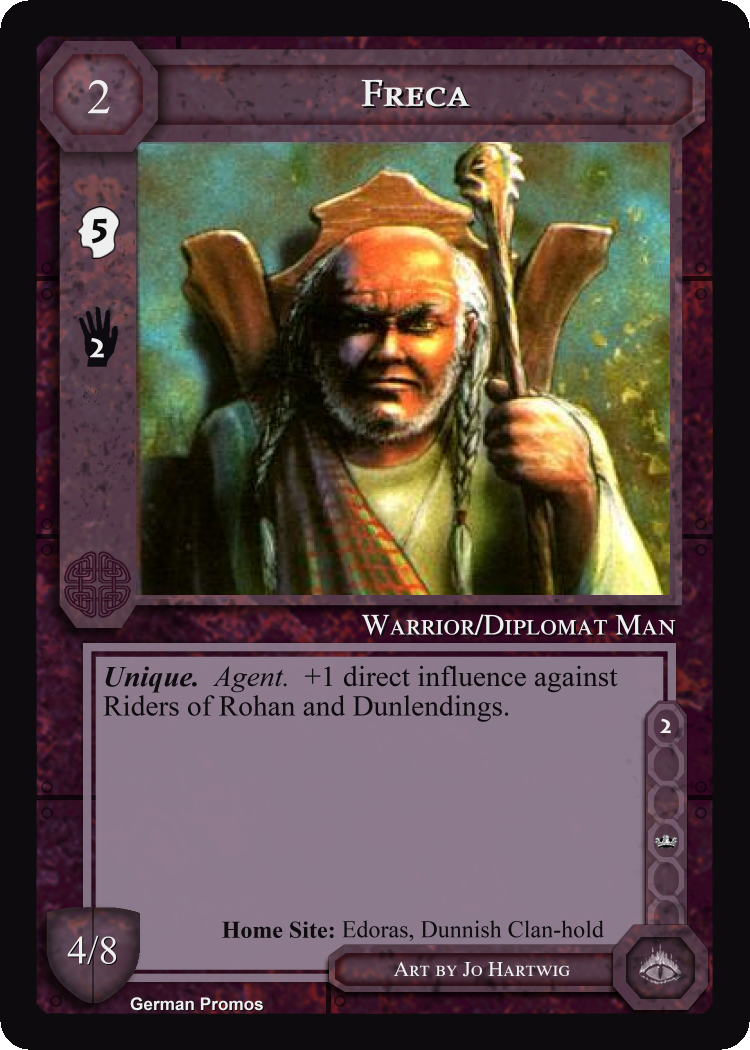 2
Freca
5
2
Warrior/Diplomat Man
Unique. Agent. +1 direct influence against
Riders of Rohan and Dunlendings.
2
Home Site: Edoras, Dunnish Clan-hold
4/8
Art by Jo Hartwig
German Promos